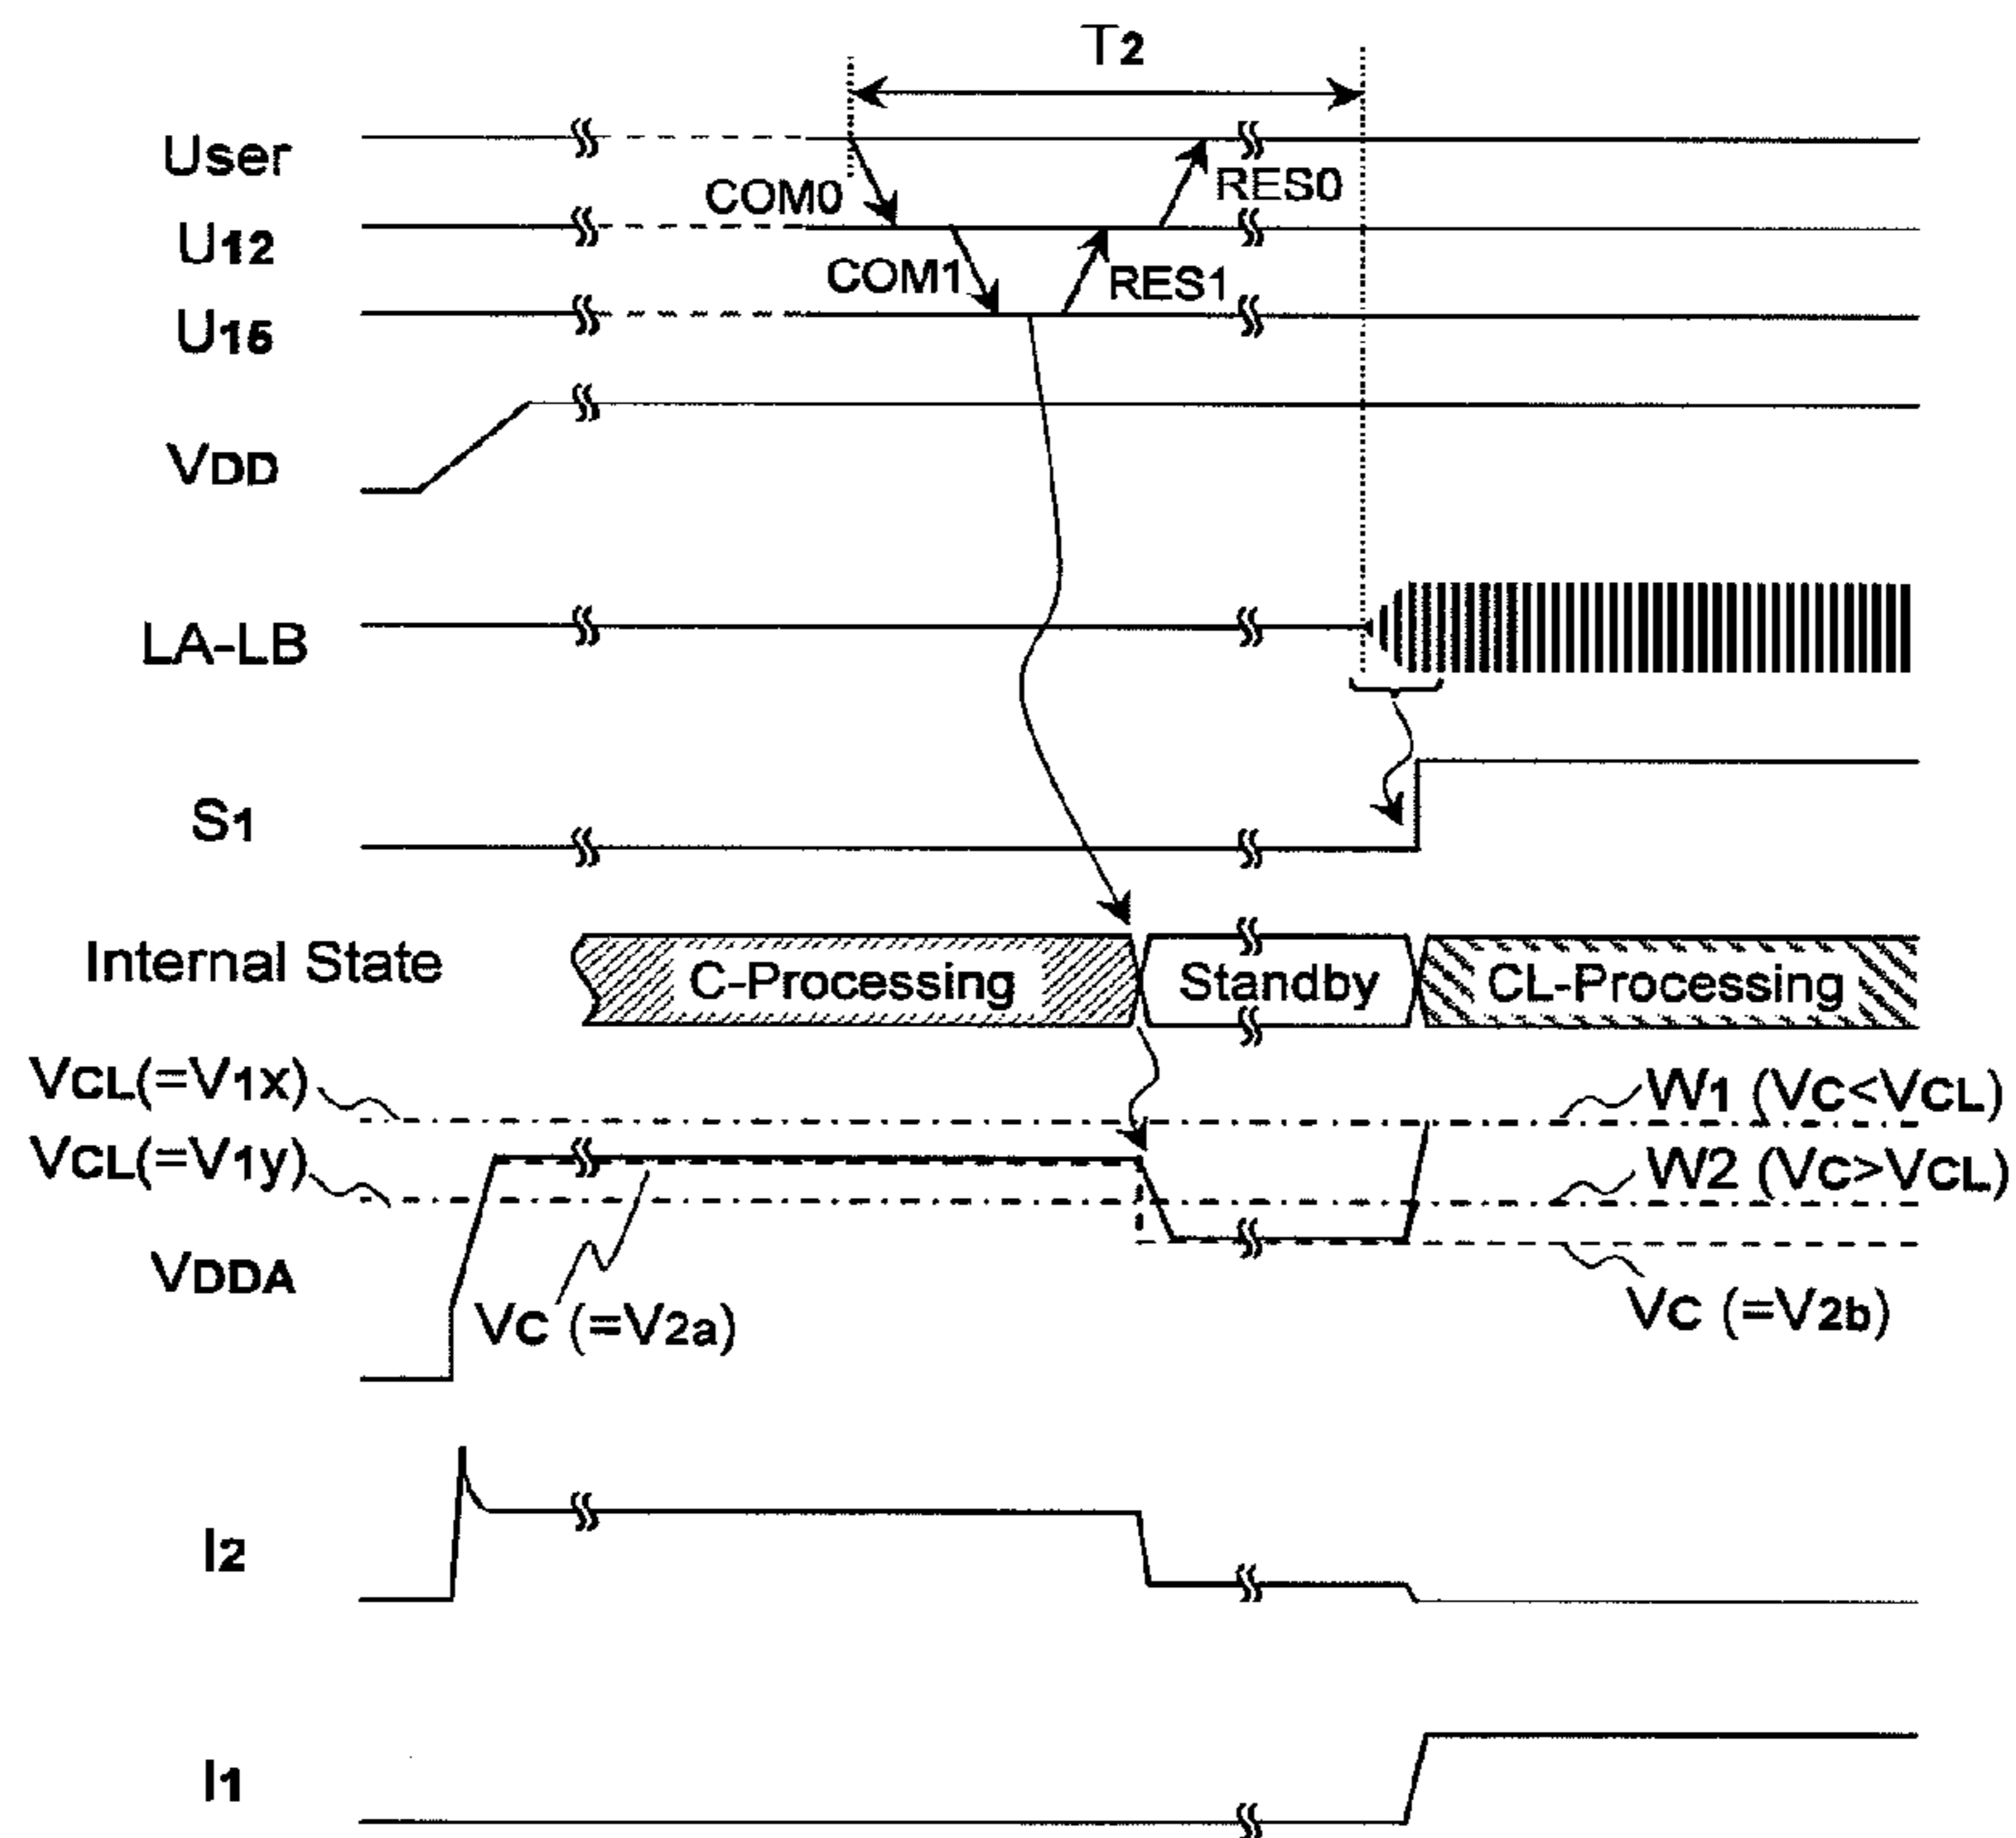 T2
User
COM0
RES0
U12
COM1
RES1
U15
VDD
LA-LB
S1
Internal State
C-Processing
Standby
CL-Processing
VCL(=V1x)
W1 (VC<VCL)
VCL(=V1y)
W2 (VC>VCL)
VDDA
VC (=V2a)
VC (=V2b)
I2
I1